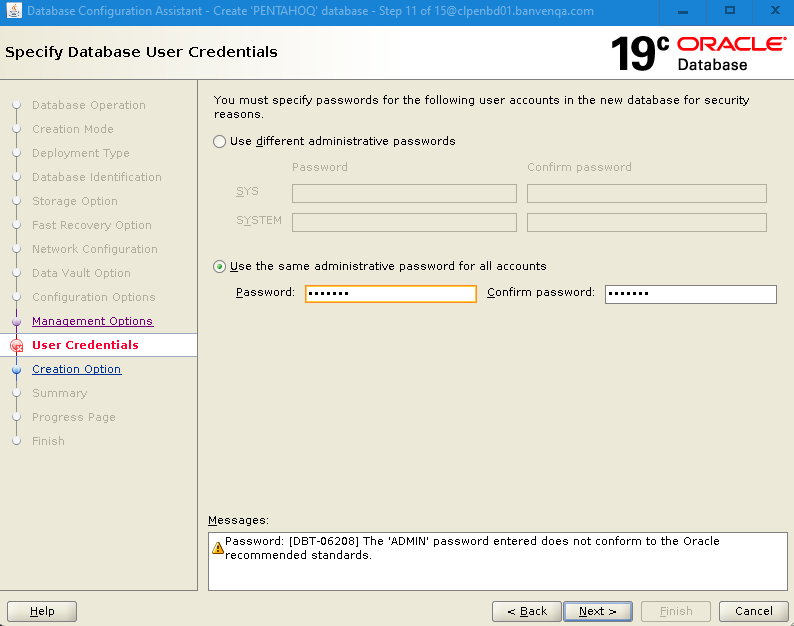 Database Configuration Assistant - Create 'PENTAHOQ' database - Step 11 of 15@clpenbd01.banvenqa.com
Specify Database User Credentials
19c ORACLE
Database
Database Operation
Creation Mode
Deployment Type
Database Identification
Storage Option
Fast Recovery Option
Network Configuration
Data Vault Option
Configuration Options
Management Options
User Credentials
Creation Option
Summary
Progress Page
Finish
You must specify passwords for the following user accounts in the new database for security
reasons.
Use different administrative passwords
Password Confirm password
SYS
SYSTEM
Use the same administrative password for all accounts
Password: ••••••• Confirm password: •••••••
Messages:
Password: [DBT-06208] The 'ADMIN' password entered does not conform to the Oracle
recommended standards.
Help < Back Next > Finish Cancel